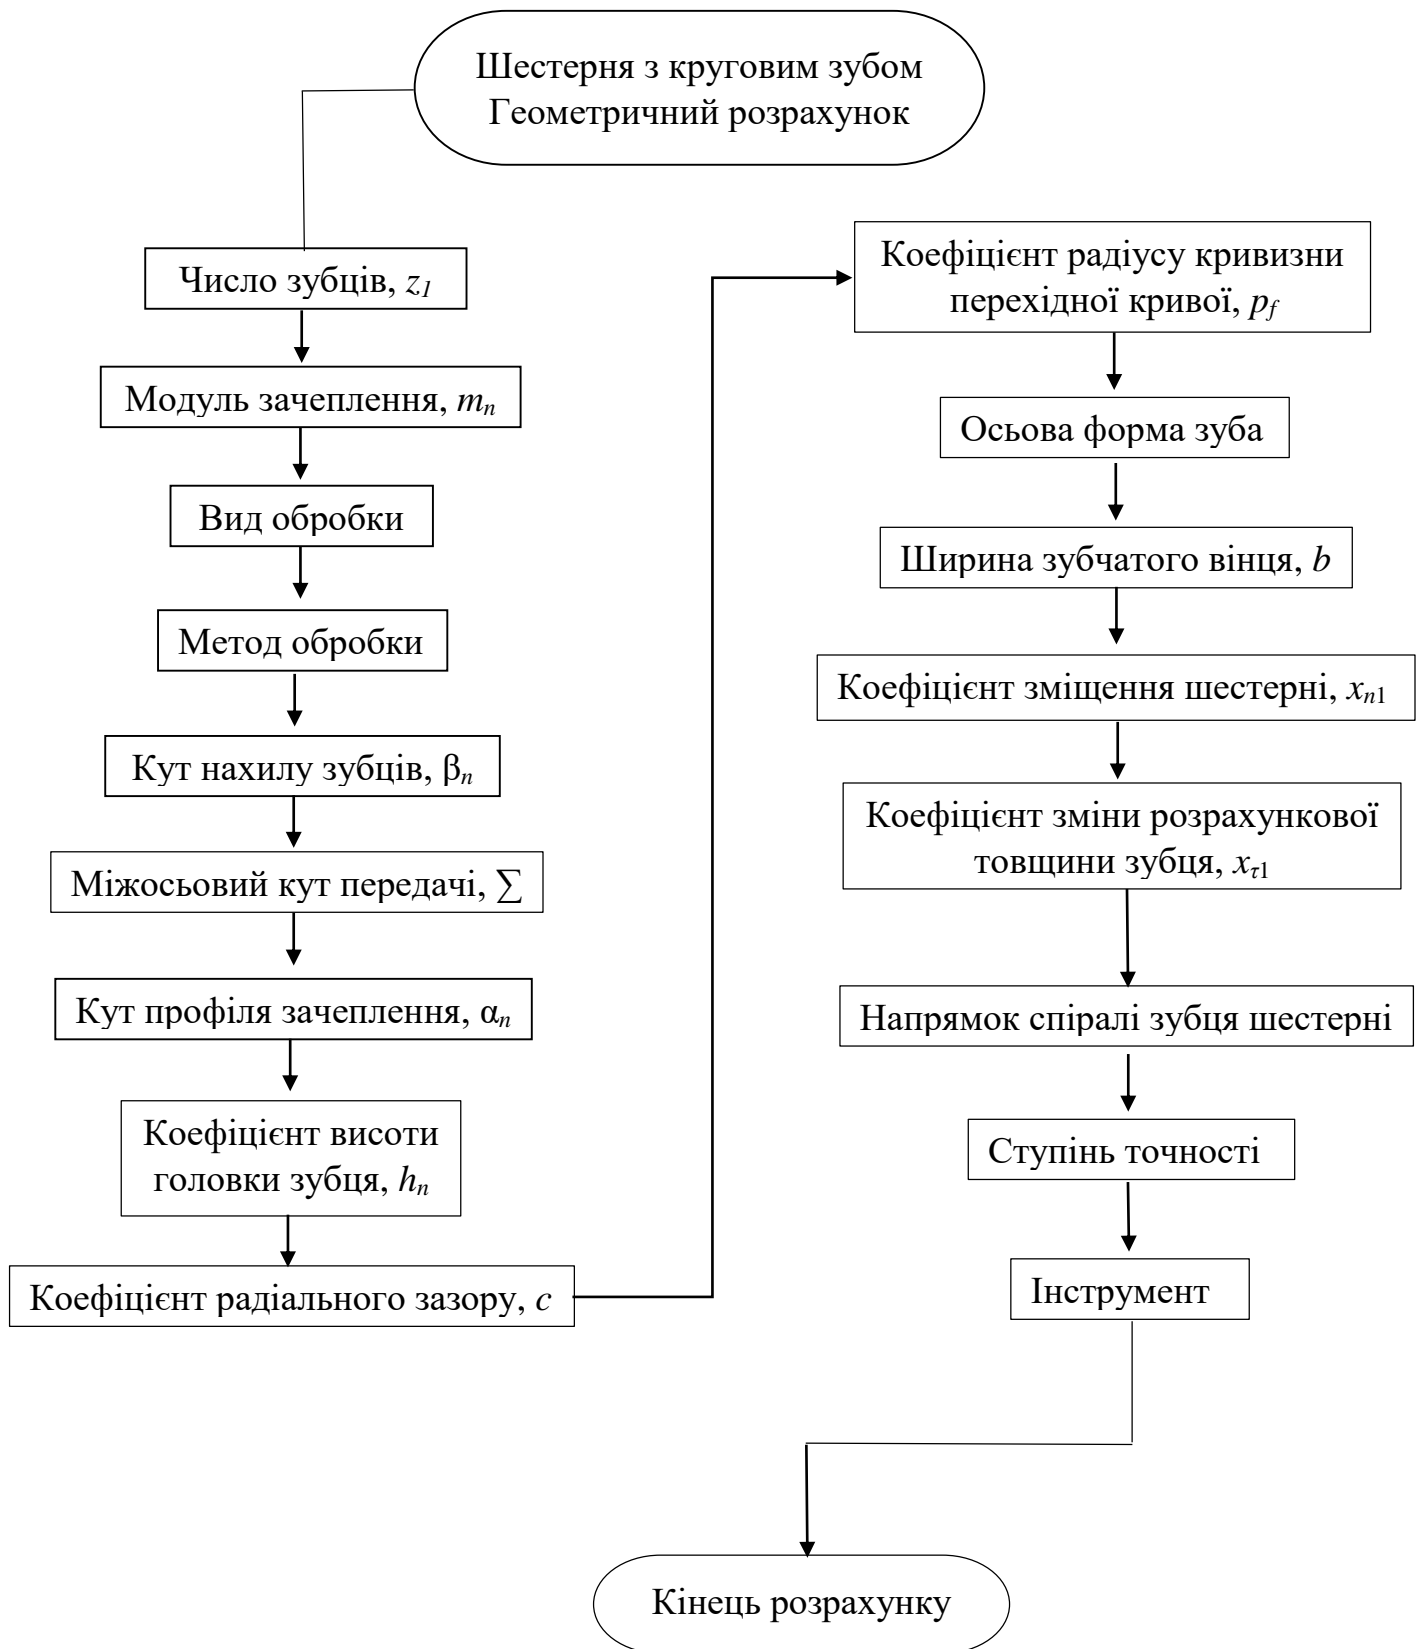 Шестерня з круговим зубом
Геометричний розрахунок
Число зубців, z1
Модуль зачеплення, mn
Вид обробки
Метод обробки
Кут нахилу зубців, βn
Міжосьовий кут передачі, ∑
Кут профіля зачеплення, αn
Коефіцієнт висоти
головки зубця, hn
Коефіцієнт радіального зазору, c
Коефіцієнт радіусу кривизни
перехідної кривої, pf
Осьова форма зуба
Ширина зубчатого вінця, b
Коефіцієнт зміщення шестерні, xn1
Коефіцієнт зміни розрахункової
товщини зубця, xτ1
Напрямок спіралі зубця шестерні
Ступінь точності
Інструмент
Кінець розрахунку